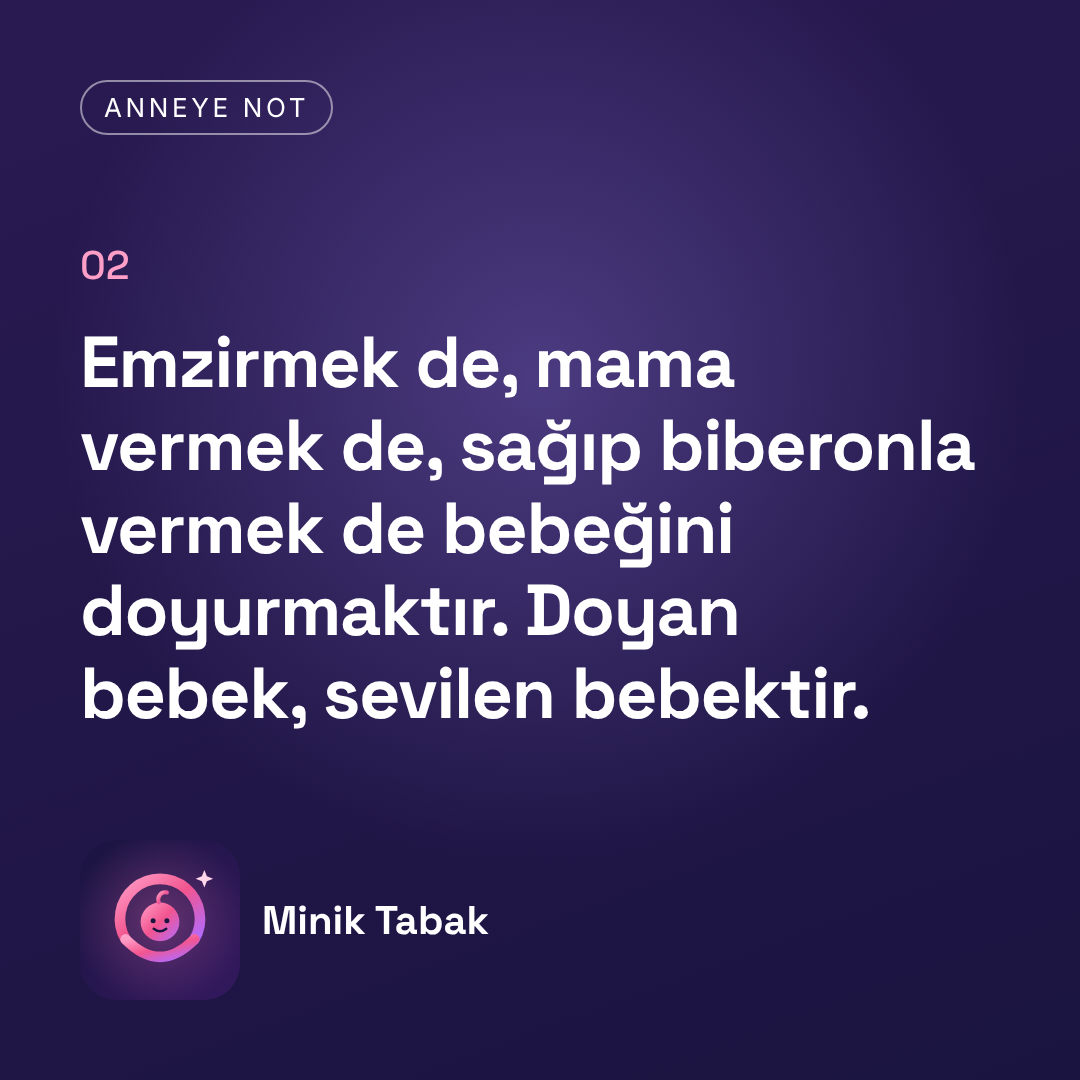 ANNEYE NOT
02
Emzirmek de, mama
vermek de, sağıp biberonla
vermek de bebeğini
doyurmaktır. Doyan
bebek, sevilen bebektir.
Minik Tabak